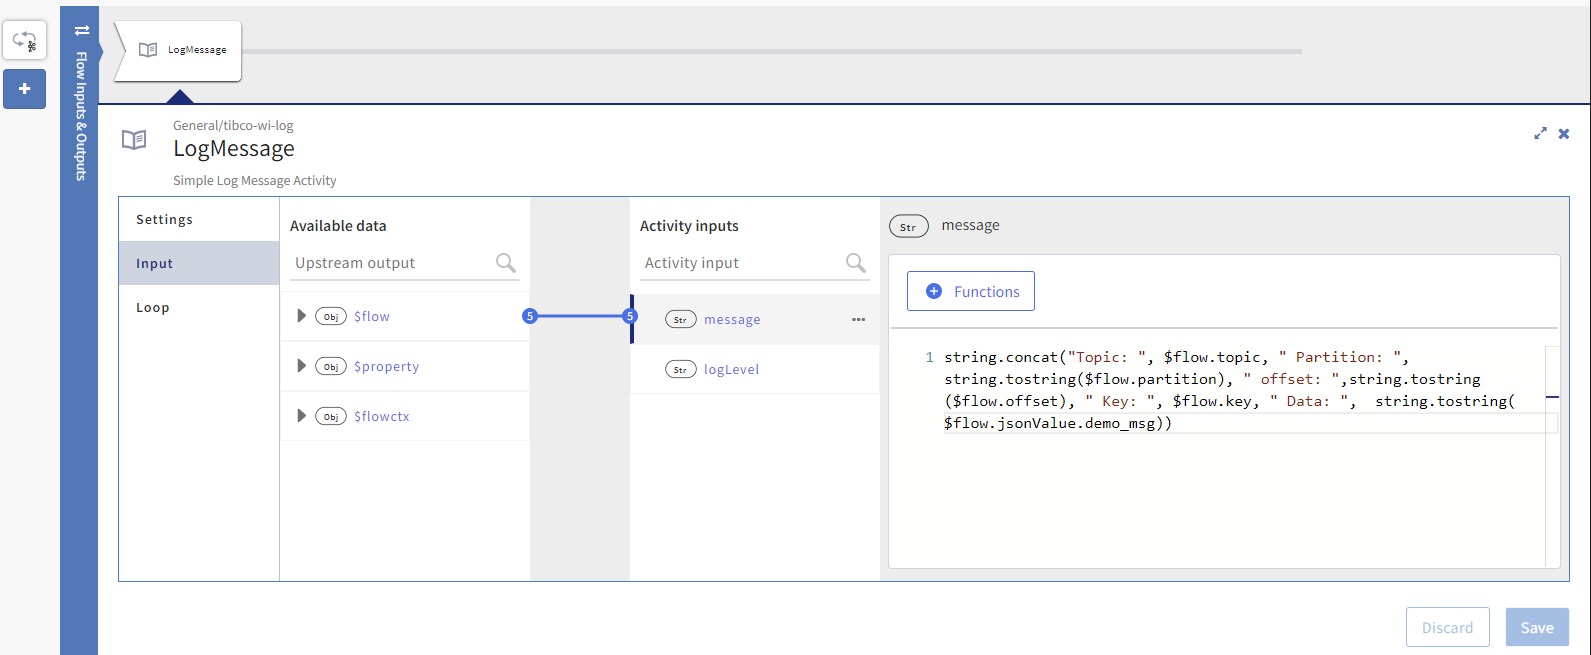 LogMessage
Flow Inputs & Outputs
General/tibco-wi-log
LogMessage
Simple Log Message Activity
Settings
Input
Loop
Available data
Upstream output
Obj $flow
Obj $property
Obj $flowctx
5
5
Activity inputs
Activity input
Str message
Str logLevel
Str message
Functions
1 string.concat("Topic: ", $flow.topic, " Partition: ",
string.tostring($flow.partition), " offset: ",string.tostring
($flow.offset), " Key: ", $flow.key, " Data: ",  string.tostring(
$flow.jsonValue.demo_msg))
Discard
Save